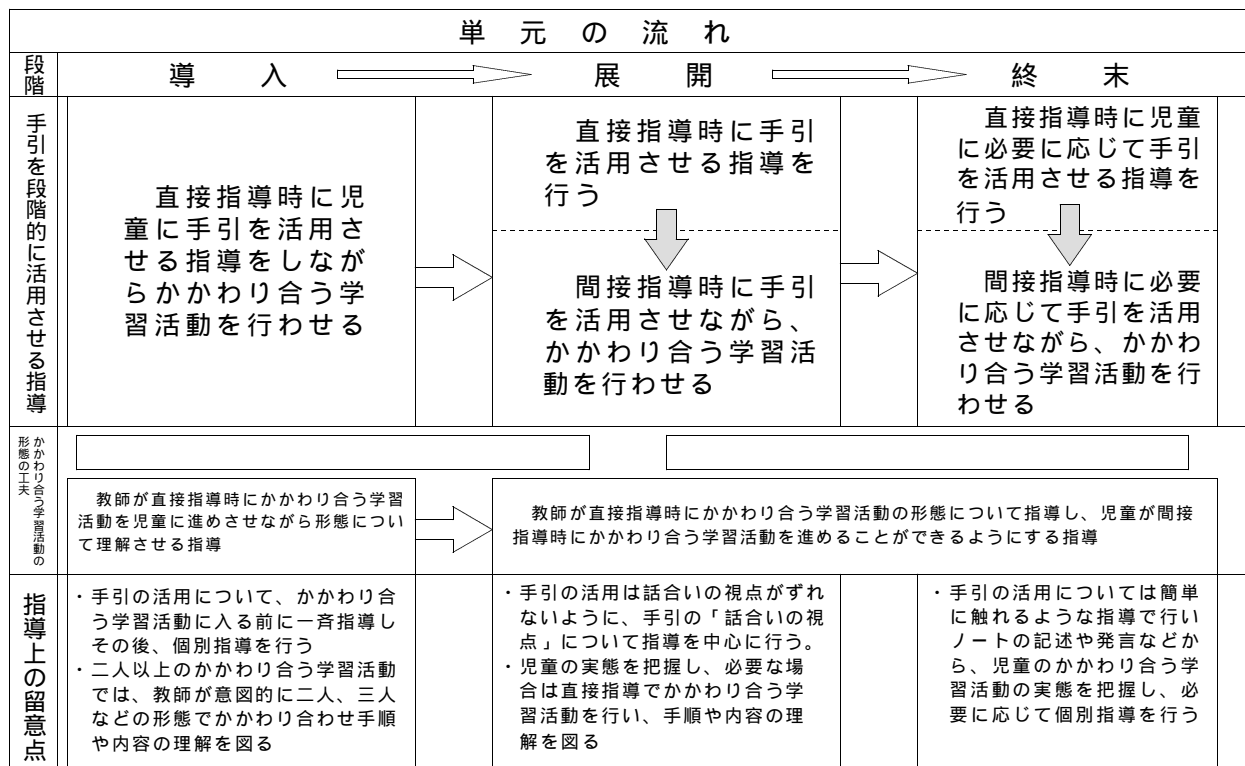 単元の流れ
段階
導入
展開
終末
手引を段階的に活用させる指導
直接指導時に児
童に手引を活用さ
せる指導をしなが
らかかわり合う学
習活動を行わせる
直接指導時に手引
を活用させる指導を
行う
間接指導時に手引
を活用させながら、
かかわり合う学習活
動を行わせる
直接指導時に児童
に必要に応じて手引
を活用させる指導を
行う
間接指導時に必要
に応じて手引を活用
させながら、かかわ
り合う学習活動を行
わせる
かかわり合う学習活動の
形態の工夫
教師が直接指導時にかかわり合う学習
活動を児童に進めさせながら形態につい
て理解させる指導
教師が直接指導時にかかわり合う学習活動の形態について指導し、児童が間接
指導時にかかわり合う学習活動を進めることができるようにする指導
指導上の留意点
・手引の活用について、かかわり合
う学習活動に入る前に一斉指導し
その後、個別指導を行う
・二人以上のかかわり合う学習活動
では、教師が意図的に二人、三人
などの形態でかかわり合わせ手順
や内容の理解を図る
・手引の活用は話合いの視点がずれ
ないように、手引の「話合いの視
点」について指導を中心に行う。
・児童の実態を把握し、必要な場
合は直接指導でかかわり合う学
習活動を行い、手順や内容の理
解を図る
・手引の活用については簡単
に触れるような指導で行い
ノートの記述や発言などか
ら、児童のかかわり合う学
習活動の実態を把握し、必
要に応じて個別指導を行う